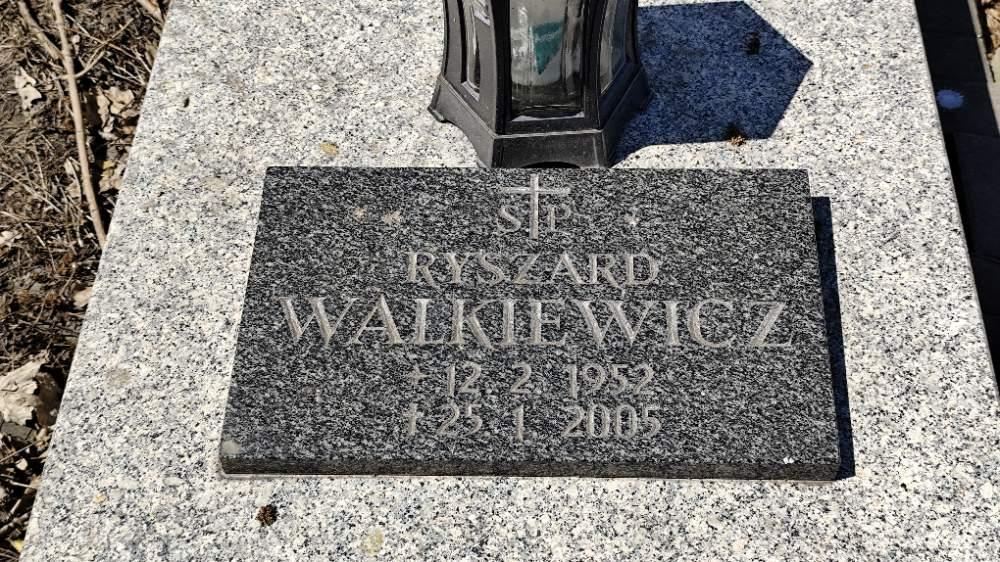 S P
RYSZARD
WALKIEWICZ
* 12 2 1952
† 25 1 2005